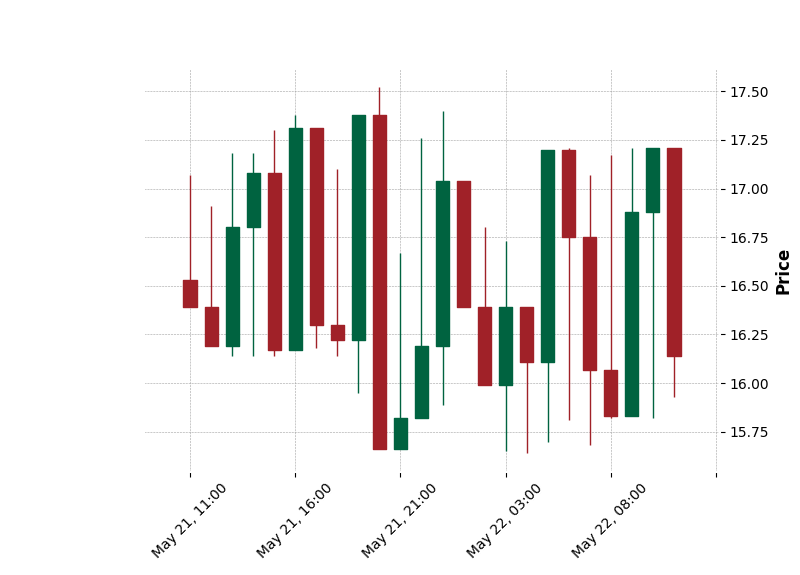 17.50
17.25
17.00
16.75
16.50
16.25
16.00
15.75
Price
May 21, 11:00
May 21, 16:00
May 21, 21:00
May 22, 03:00
May 22, 08:00